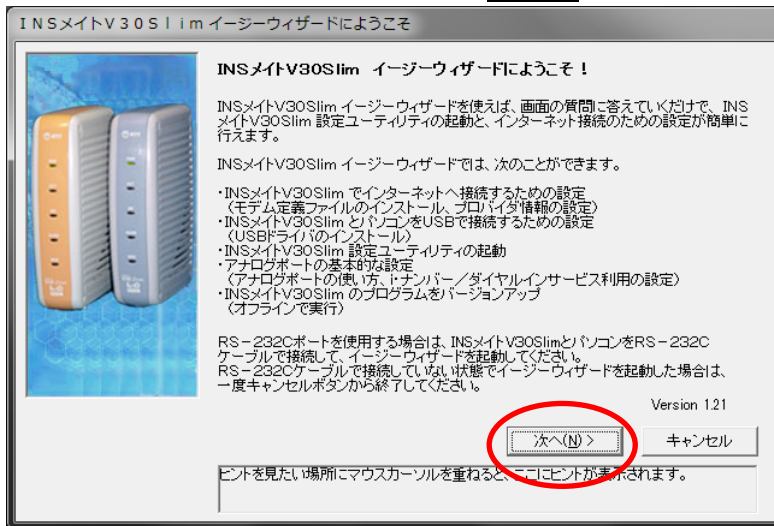 INSメイトV30Slim イージーウィザードにようこそ
INSメイトV30Slim イージーウィザードにようこそ!
INSメイトV30Slim イージーウィザードを使えば、画面の質問に答えていくだけで、INS
メイトV30Slim 設定ユーティリティの起動と、インターネット接続のための設定が簡単に
行えます。
INSメイトV30Slim イージーウィザードでは、次のことができます。
・INSメイトV30Slim でインターネットへ接続するための設定
(モデム定義ファイルのインストール、プロバイダ情報の設定)
・INSメイトV30Slim とパソコンをUSBで接続するための設定
(USBドライバのインストール)
・INSメイトV30Slim 設定ユーティリティの起動
・アナログポートの基本的な設定
(アナログポートの使い方、i・ナンバー/ダイヤルインサービス利用の設定)
・INSメイトV30Slim のプログラムをバージョンアップ
(オフラインで実行)
RS-232Cポートを使用する場合は、INSメイトV30SlimとパソコンをRS-232C
ケーブルで接続して、イージーウィザードを起動してください。
RS-232Cケーブルで接続していない状態でイージーウィザードを起動した場合は、
一度キャンセルボタンから終了してください。
Version 1.21
次へ(N) > キャンセル
ヒントを見たい場所にマウスカーソルを重ねると、ここにヒントが表示されます。